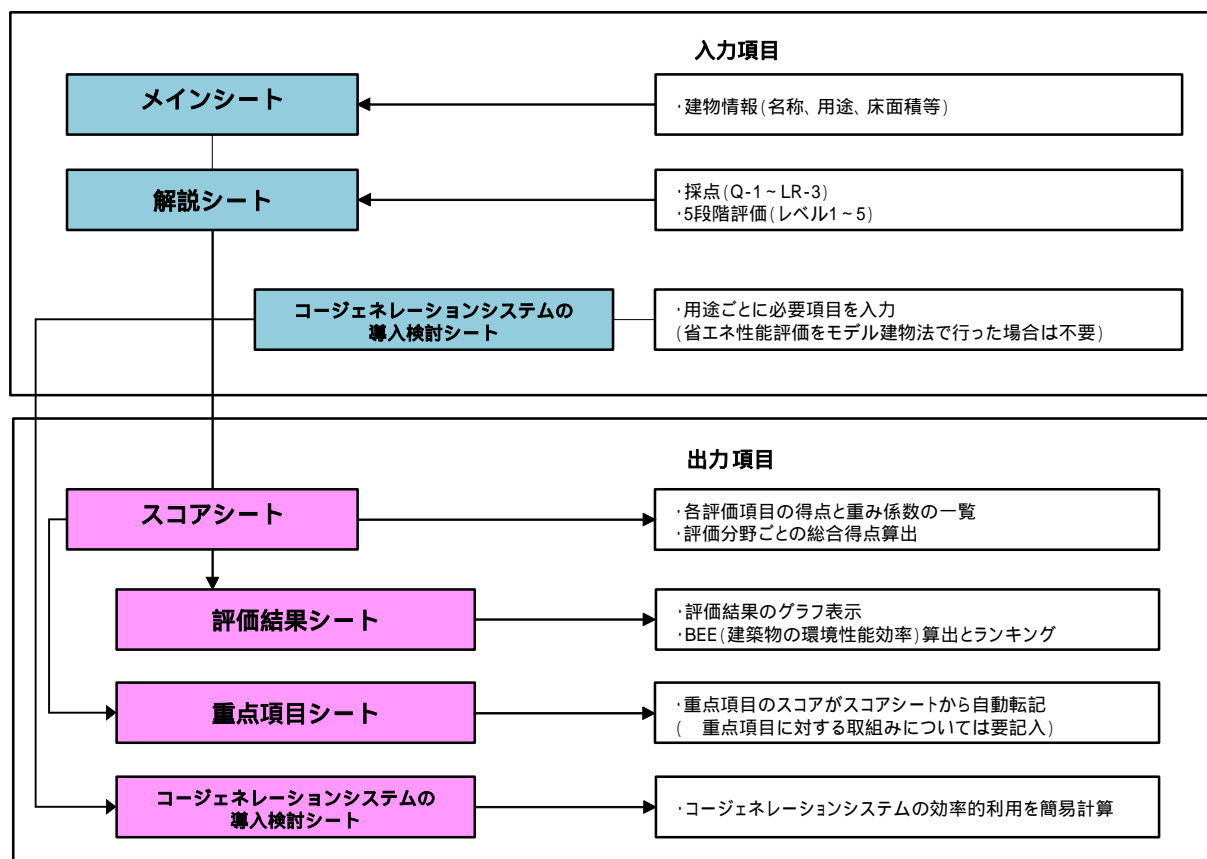 入力項目
メインシート
・建物情報(名称、用途、床面積等)
解説シート
・採点(Q-1~LR-3)
・5段階評価(レベル1~5)
コージェネレーションシステムの
導入検討シート
・用途ごとに必要項目を入力
(省エネ性能評価をモデル建物法で行った場合は不要)
出力項目
スコアシート
・各評価項目の得点と重み係数の一覧
・評価分野ごとの総合得点算出
評価結果シート
・評価結果のグラフ表示
・BEE(建築物の環境性能効率)算出とランキング
重点項目シート
・重点項目のスコアがスコアシートから自動転記
( 重点項目に対する取組みについては要記入)
コージェネレーションシステムの
導入検討シート
・コージェネレーションシステムの効率的利用を簡易計算